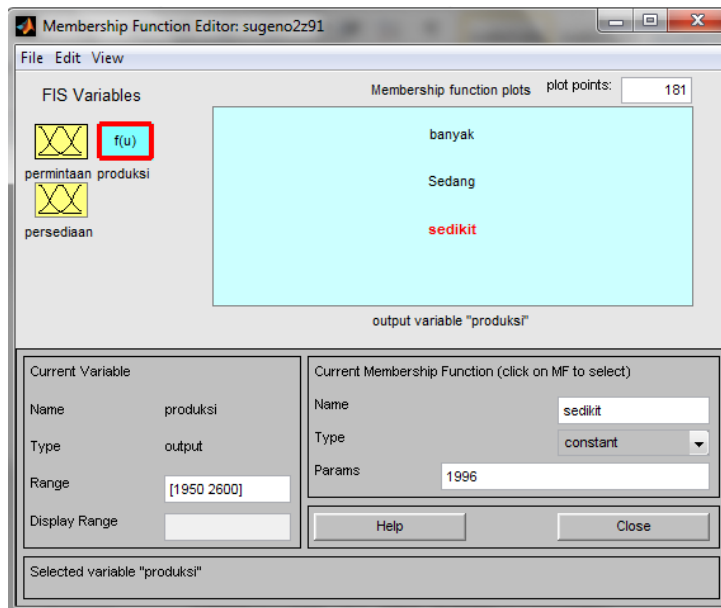 Membership Function Editor: sugeno2z91
File Edit View
FIS Variables
f(u)
permintaan produksi
persediaan
Membership function plots plot points: 181
banyak
Sedang
sedikit
output variable "produksi"
Current Variable
Name produksi
Type output
Range [1950 2600]
Display Range
Current Membership Function (click on MF to select)
Name sedikit
Type constant
Params 1996
Help Close
Selected variable "produksi"